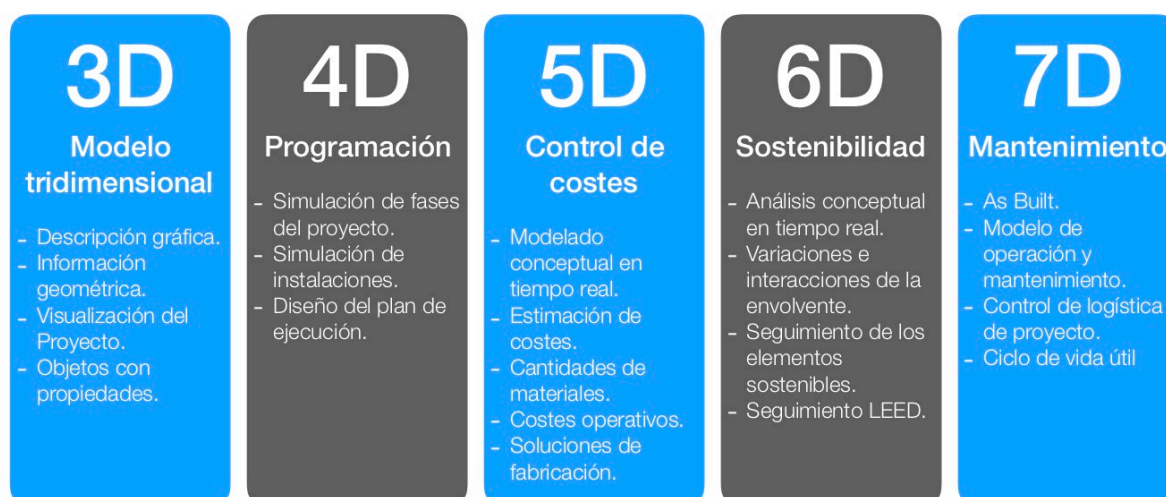 3D
Modelo
tridimensional
- Descripción gráfica.
- Información
geométrica.
- Visualización del
Proyecto.
- Objetos con
propiedades.
4D
Programación
- Simulación de fases
del proyecto.
- Simulación de
instalaciones.
- Diseño del plan de
ejecución.
5D
Control de
costes
- Modelado
conceptual en
tiempo real.
- Estimación de
costes.
- Cantidades de
materiales.
- Costes operativos.
- Soluciones de
fabricación.
6D
Sostenibilidad
- Análisis conceptual
en tiempo real.
- Variaciones e
interacciones de la
envolvente.
- Seguimiento de los
elementos
sostenibles.
- Seguimiento LEED.
7D
Mantenimiento
- As Built.
- Modelo de
operación y
mantenimiento.
- Control de logística
de proyecto.
- Ciclo de vida útil